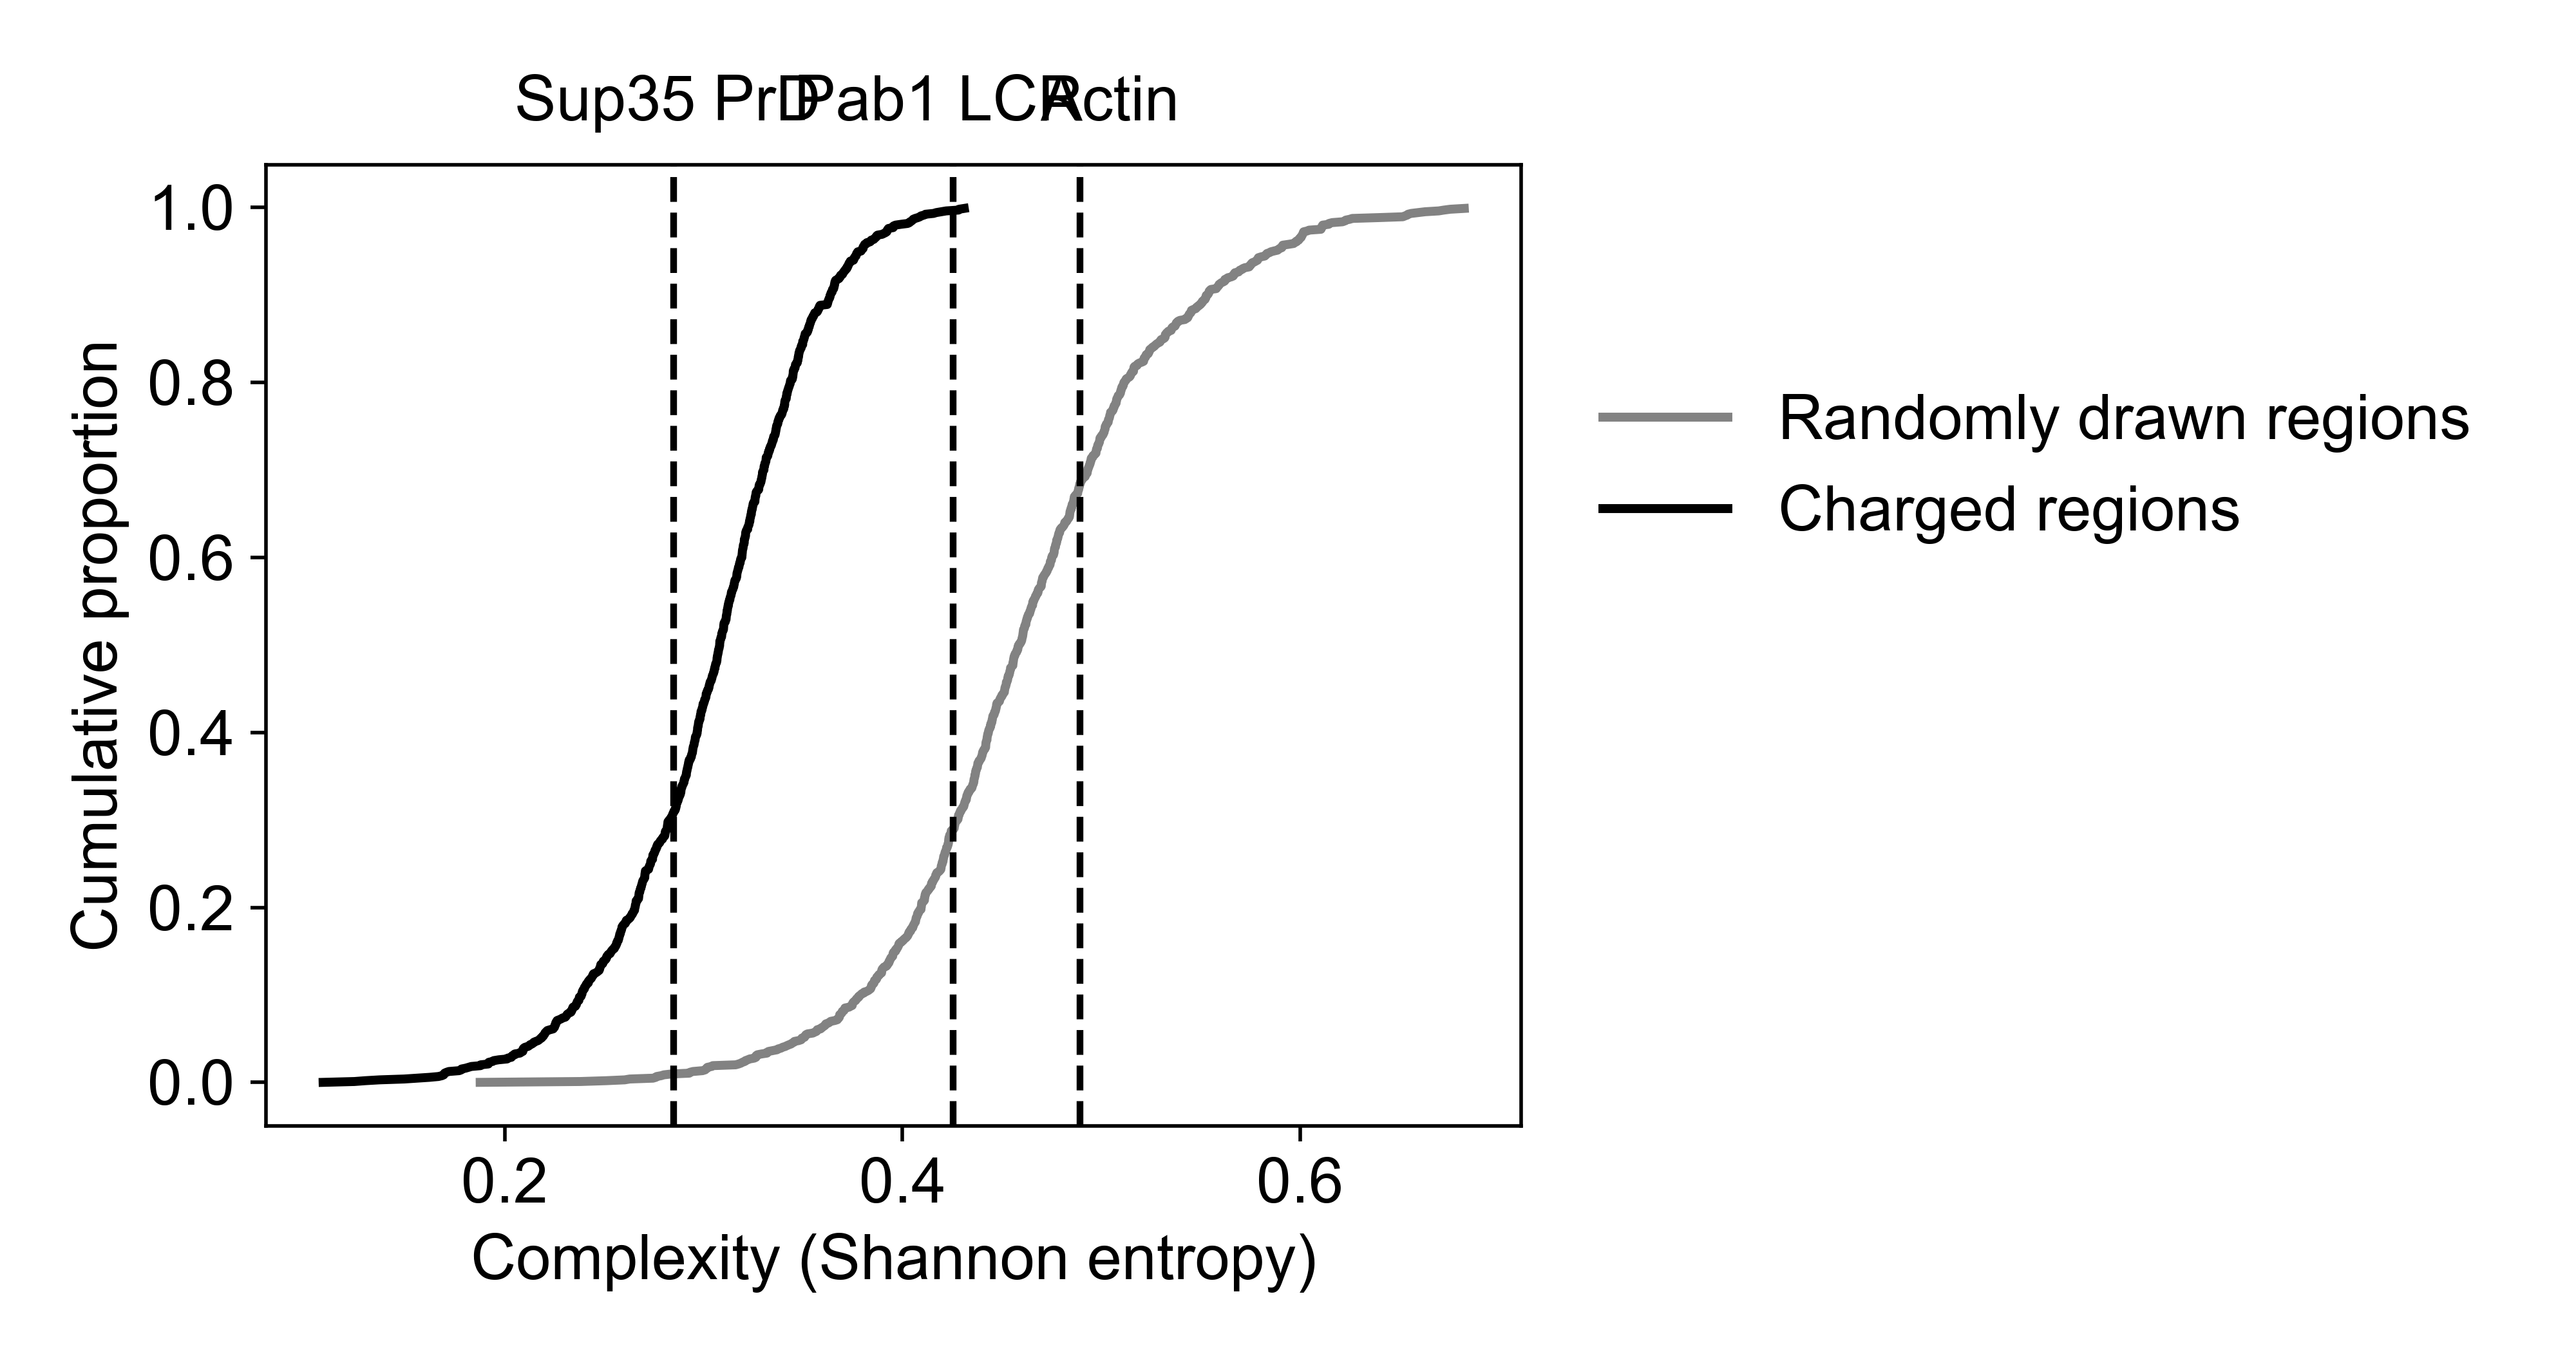 Sup35 PrD Pab1 LCR Actin
1.0
0.8
0.6
0.4
0.2
0.0
Cumulative proportion
0.2 0.4 0.6
Complexity (Shannon entropy)
Randomly drawn regions
Charged regions